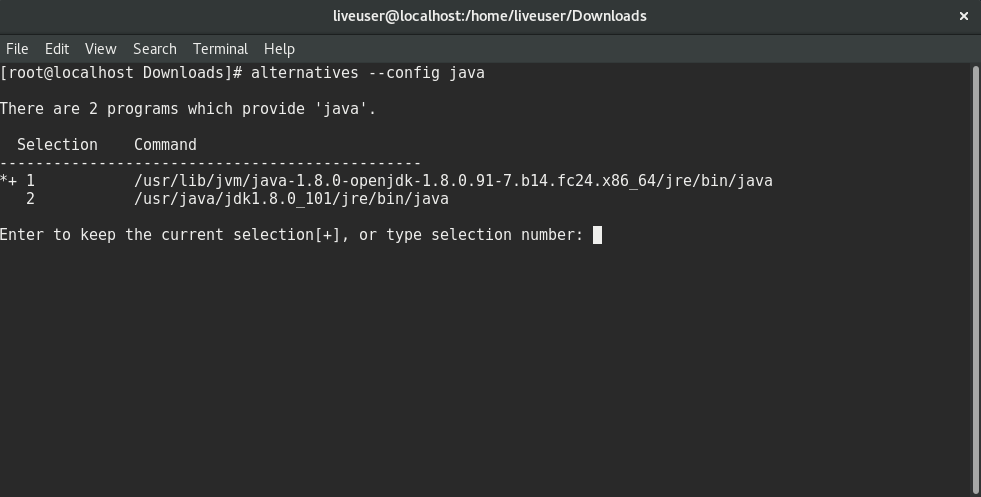 liveuser@localhost:/home/liveuser/Downloads ×
File Edit View Search Terminal Help
[root@localhost Downloads]# alternatives --config java
There are 2 programs which provide 'java'.
  Selection    Command
-----------------------------------------------
*+ 1           /usr/lib/jvm/java-1.8.0-openjdk-1.8.0.91-7.b14.fc24.x86_64/jre/bin/java
   2           /usr/java/jdk1.8.0_101/jre/bin/java
Enter to keep the current selection[+], or type selection number: